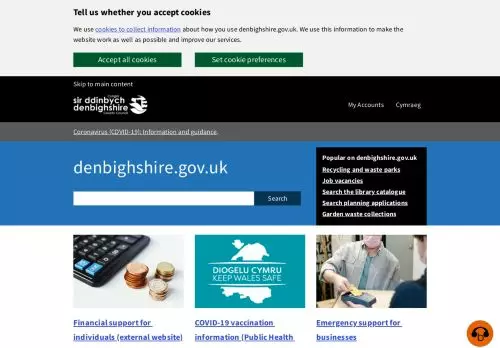 Tell us whether you accept cookies
We use cookies to collect information about how you use denbighshire.gov.uk. We use this information to make the
website work as well as possible and improve our services.
Accept all cookies
Set cookie preferences
Skip to main content
Cyngor
sir ddinbych
denbighshire
County Council
My Accounts
Cymraeg
Coronavirus (COVID-19): Information and guidance.
denbighshire.gov.uk
Search
Popular on denbighshire.gov.uk
Recycling and waste parks
Job vacancies
Search the library catalogue
Search planning applications
Garden waste collections
DIOGELU CYMRU
KEEP WALES SAFE
Financial support for
individuals (external website)
COVID-19 vaccination
information (Public Health
Emergency support for
businesses